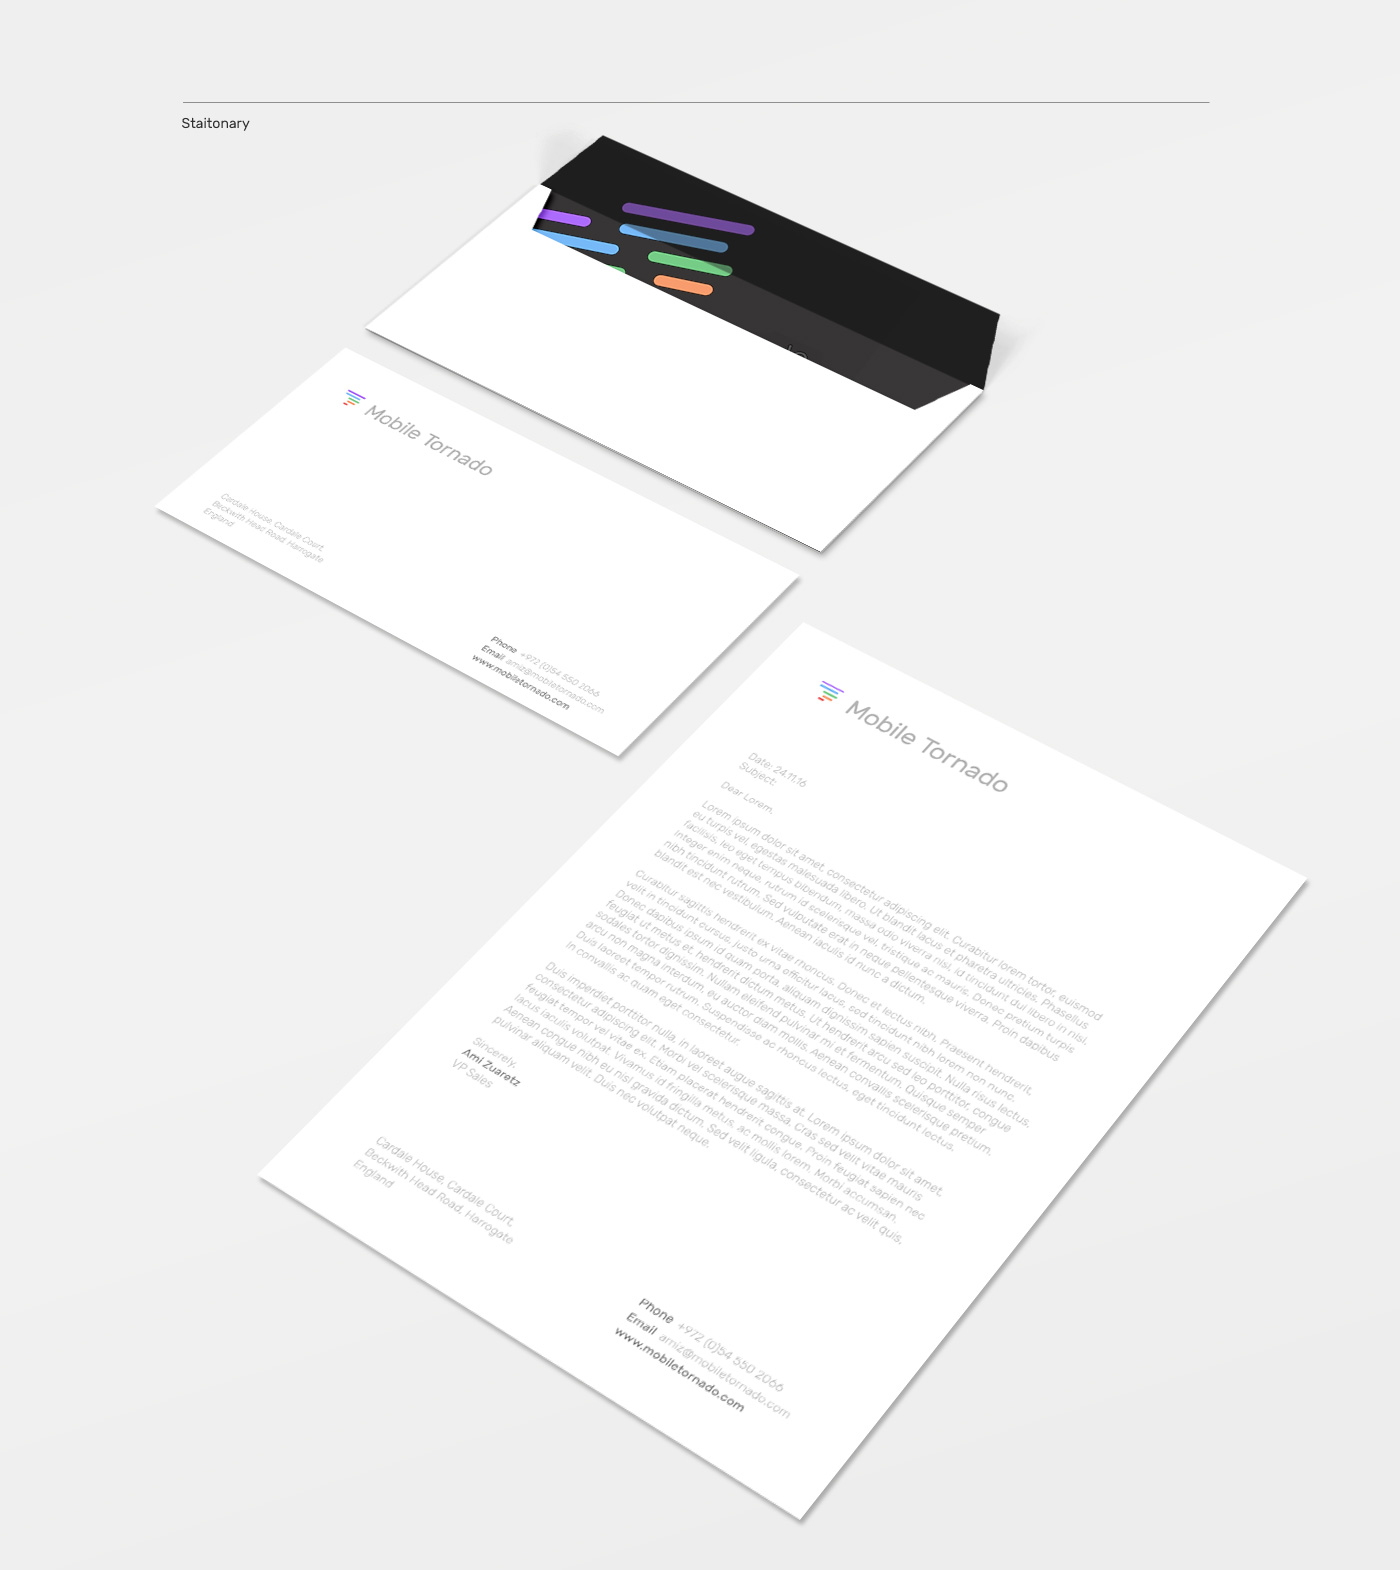 Staitonary
Mobile Tornado
Cardale House, Cardale Court,
Beckwith Head Road, Harrogate
England
Phone +972 (0)54 550 2066
Email amiz@mobiletornado.com
www.mobiletornado.com
Mobile Tornado
Date: 24.11.16
Subject:
Dear Lorem,
Lorem ipsum dolor sit amet, consectetur adipiscing elit. Curabitur lorem tortor, euismod
eu turpis vel, egestas malesuada libero. Ut blandit lacus et pharetra ultricies. Phasellus
facilisis, leo eget tempus bibendum, massa odio viverra nisl, id tincidunt dui libero in nisi.
Integer enim neque, rutrum id scelerisque vel, tristique ac mauris. Donec pretium turpis
nibh tincidunt rutrum. Sed vulputate erat in neque pellentesque viverra. Proin dapibus
blandit est nec vestibulum. Aenean iaculis id nunc a dictum.
Curabitur sagittis hendrerit ex vitae rhoncus. Donec et lectus nibh. Praesent hendrerit,
velit in tincidunt cursus, justo urna efficitur lacus, sed tincidunt nibh lorem non nunc.
Donec dapibus ipsum id quam porta, aliquam dignissim sapien suscipit. Nulla risus lectus,
feugiat ut metus et, hendrerit dictum metus. Ut hendrerit arcu sed leo porttitor, congue
sodales tortor dignissim. Nullam eleifend pulvinar mi et fermentum. Quisque semper
arcu non magna interdum, eu auctor diam mollis. Aenean convallis scelerisque pretium.
Duis laoreet tempor rutrum. Suspendisse ac rhoncus lectus, eget tincidunt lectus.
In convallis ac quam eget consectetur.
Duis imperdiet porttitor nulla, in laoreet augue sagittis at. Lorem ipsum dolor sit amet,
consectetur adipiscing elit. Morbi vel scelerisque massa. Cras sed velit vitae mauris
feugiat tempor vel vitae ex. Etiam placerat hendrerit congue. Proin feugiat sapien nec
lacus iaculis volutpat. Vivamus id fringilla metus, ac mollis lorem. Morbi accumsan,
Aenean congue nibh eu nisl gravida dictum. Sed velit ligula, consectetur ac velit quis,
pulvinar aliquam velit. Duis nec volutpat neque.
Sincerely,
Ami Zuaretz
VP Sales
Cardale House, Cardale Court,
Beckwith Head Road, Harrogate
England
Phone +972 (0)54 550 2066
Email amiz@mobiletornado.com
www.mobiletornado.com